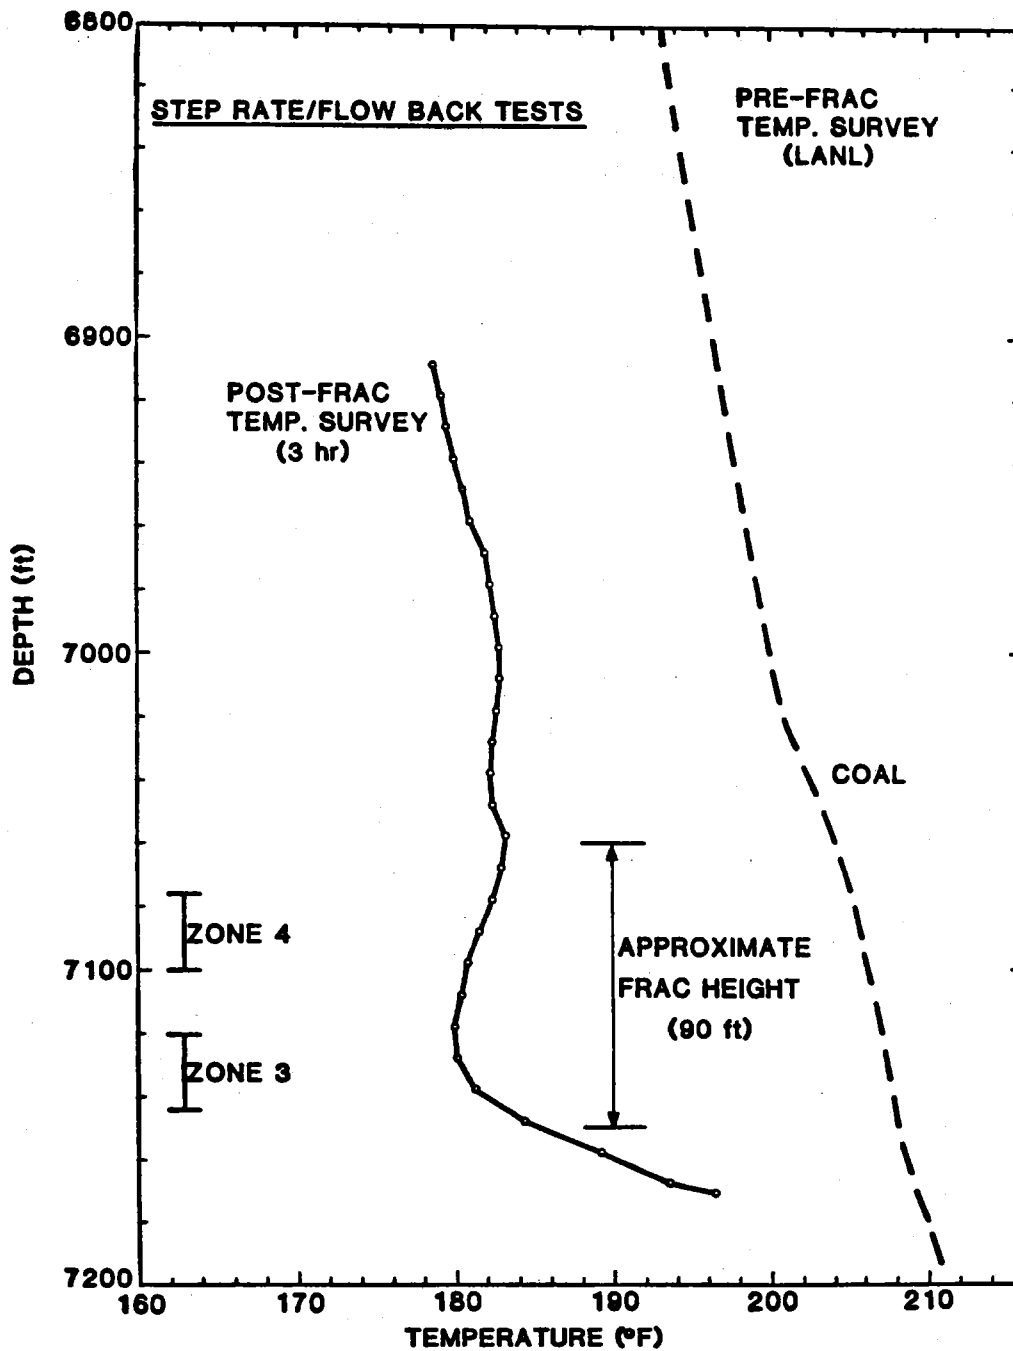 STEP RATE/FLOW BACK TESTS
PRE-FRAC
TEMP. SURVEY
(LANL)
POST-FRAC
TEMP. SURVEY
(3 hr)
COAL
APPROXIMATE
FRAC HEIGHT
(90 ft)
ZONE 4
ZONE 3
DEPTH (ft)
6800
6900
7000
7100
7200
160
170
180
190
200
210
TEMPERATURE (°F)